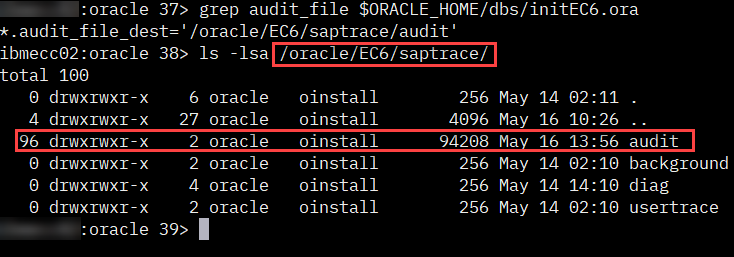 :oracle 37> grep audit_file $ORACLE_HOME/dbs/initEC6.ora
*.audit_file_dest='/oracle/EC6/saptrace/audit'
ibmecc02:oracle 38> ls -lsa /oracle/EC6/saptrace/
total 100
0 drwxrwxr-x 6 oracle oinstall 256 May 14 02:11 .
4 drwxrwxr-x 27 oracle oinstall 4096 May 16 10:26 ..
96 drwxrwxr-x 2 oracle oinstall 94208 May 16 13:56 audit
0 drwxrwxr-x 2 oracle oinstall 256 May 14 02:10 background
0 drwxrwxr-x 4 oracle oinstall 256 May 14 14:10 diag
0 drwxrwxr-x 2 oracle oinstall 256 May 14 02:10 usertrace
:oracle 39>